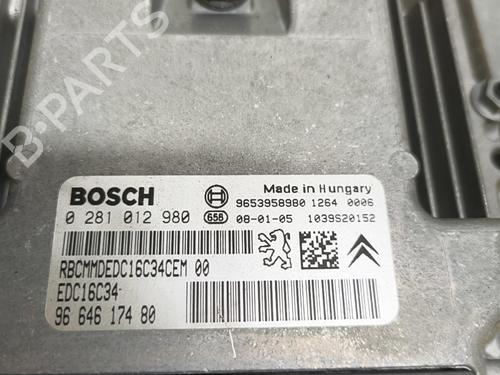 B-PARTS
BOSCH
Made in Hungary
9653958980 1264 0006
0 281 012 980 658 08-01-05 1039S20152
RBCMMDEDC16C34CEM 00
EDC16C34-
96 646 174 80